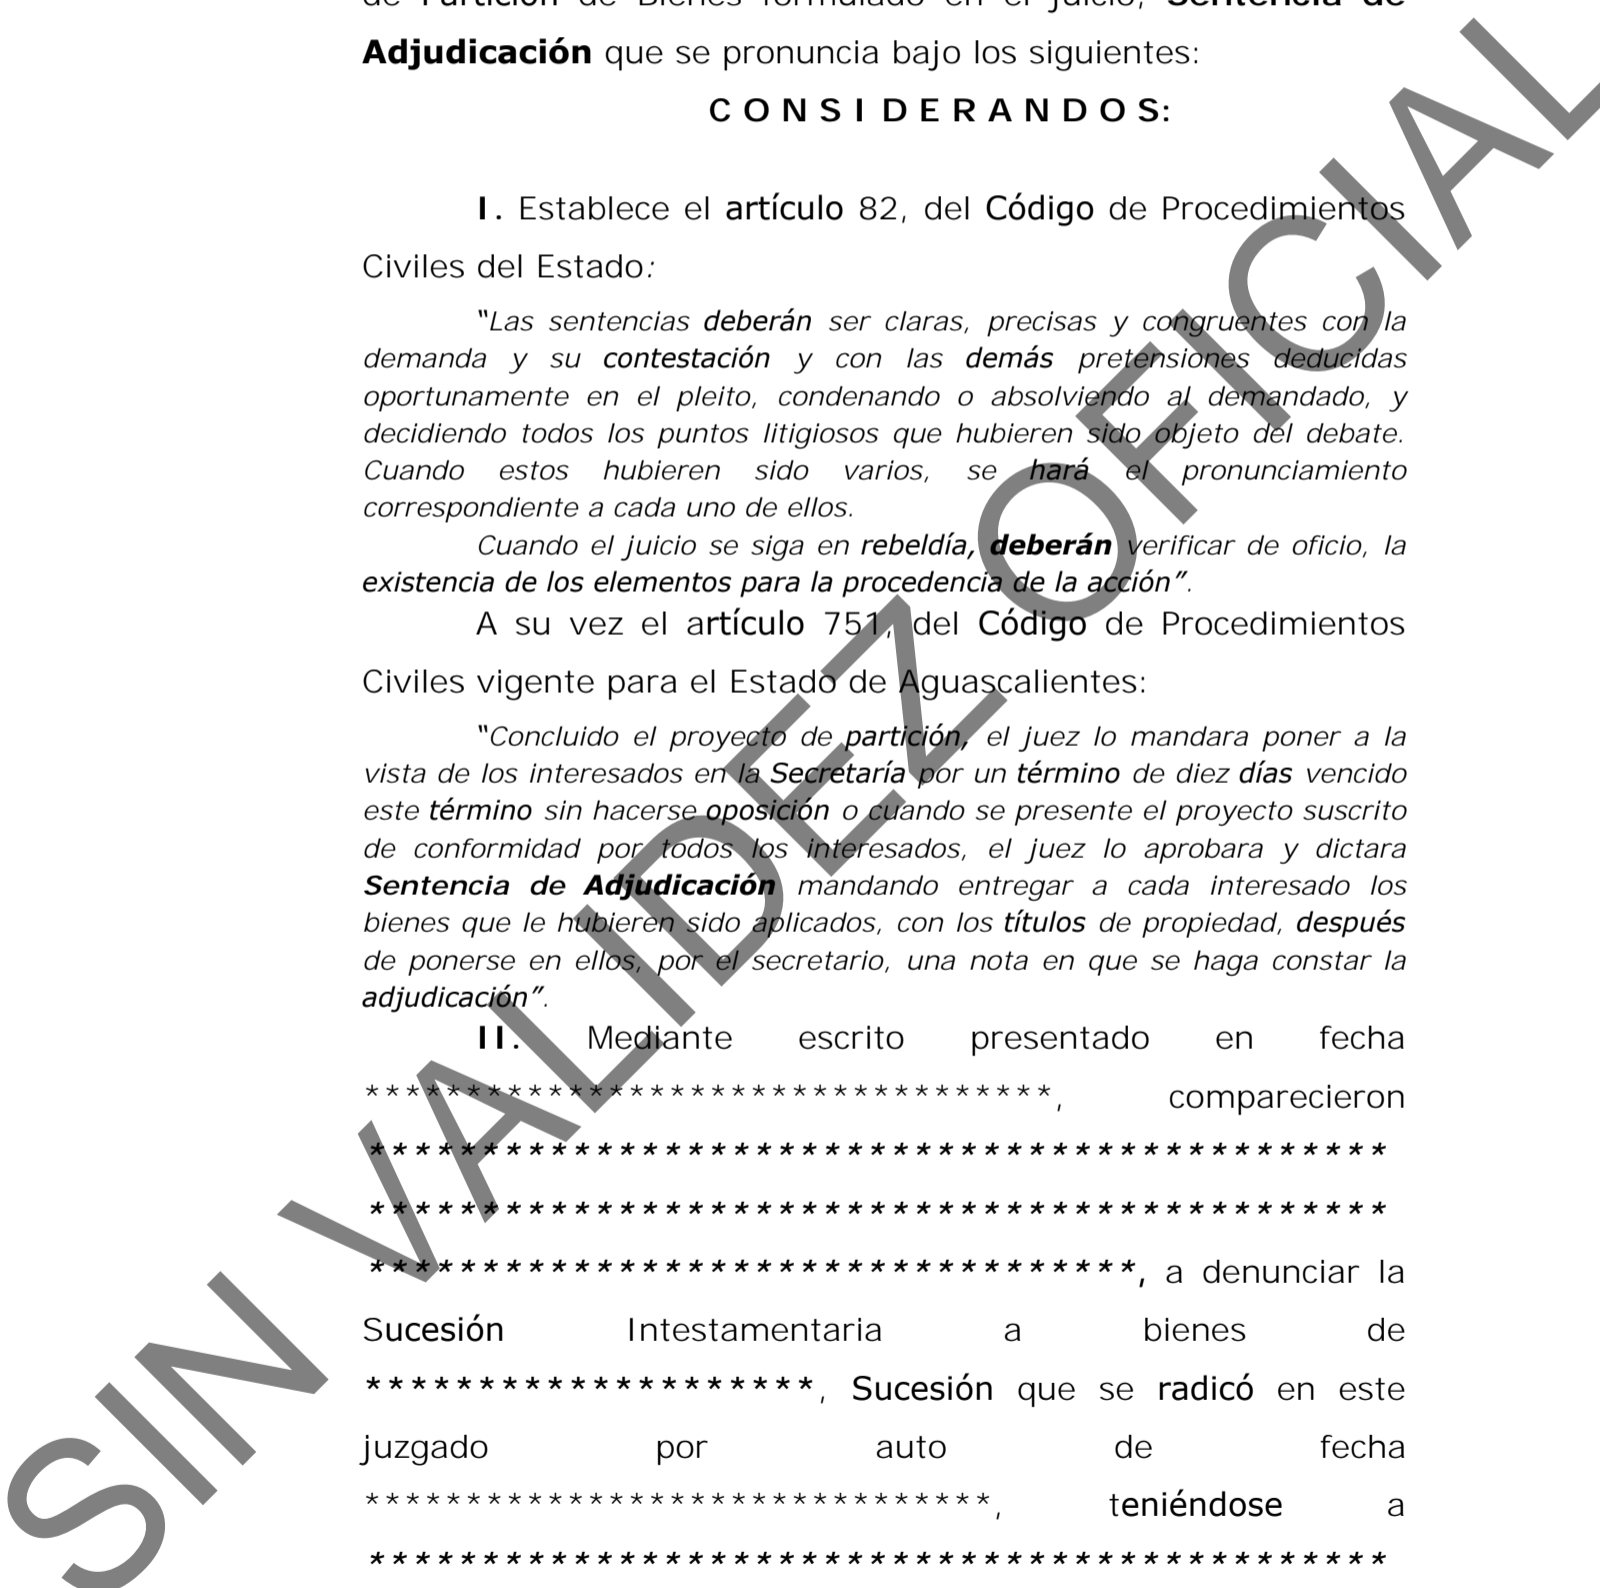 de Partición de Bienes formulado en el juicio, Sentencia de
Adjudicación que se pronuncia bajo los siguientes:
C O N S I D E R A N D O S:
I. Establece el artículo 82, del Código de Procedimientos
Civiles del Estado:
“Las sentencias deberán ser claras, precisas y congruentes con la
demanda y su contestación y con las demás pretensiones deducidas
oportunamente en el pleito, condenando o absolviendo al demandado, y
decidiendo todos los puntos litigiosos que hubieren sido objeto del debate.
Cuando estos hubieren sido varios, se hará el pronunciamiento
correspondiente a cada uno de ellos.
Cuando el juicio se siga en rebeldía, deberán verificar de oficio, la
existencia de los elementos para la procedencia de la acción”.
A su vez el artículo 751, del Código de Procedimientos
Civiles vigente para el Estado de Aguascalientes:
“Concluido el proyecto de partición, el juez lo mandara poner a la
vista de los interesados en la Secretaría por un término de diez días vencido
este término sin hacerse oposición o cuando se presente el proyecto suscrito
de conformidad por todos los interesados, el juez lo aprobara y dictara
Sentencia de Adjudicación mandando entregar a cada interesado los
bienes que le hubieren sido aplicados, con los títulos de propiedad, después
de ponerse en ellos, por el secretario, una nota en que se haga constar la
adjudicación”.
II. Mediante escrito presentado en fecha
**********************************, comparecieron
*********************************************
*********************************************
**********************************, a denunciar la
Sucesión Intestamentaria a bienes de
********************, Sucesión que se radicó en este
juzgado por auto de fecha
*******************************, teniéndose a
*********************************************
SIN VALIDEZ OFICIAL